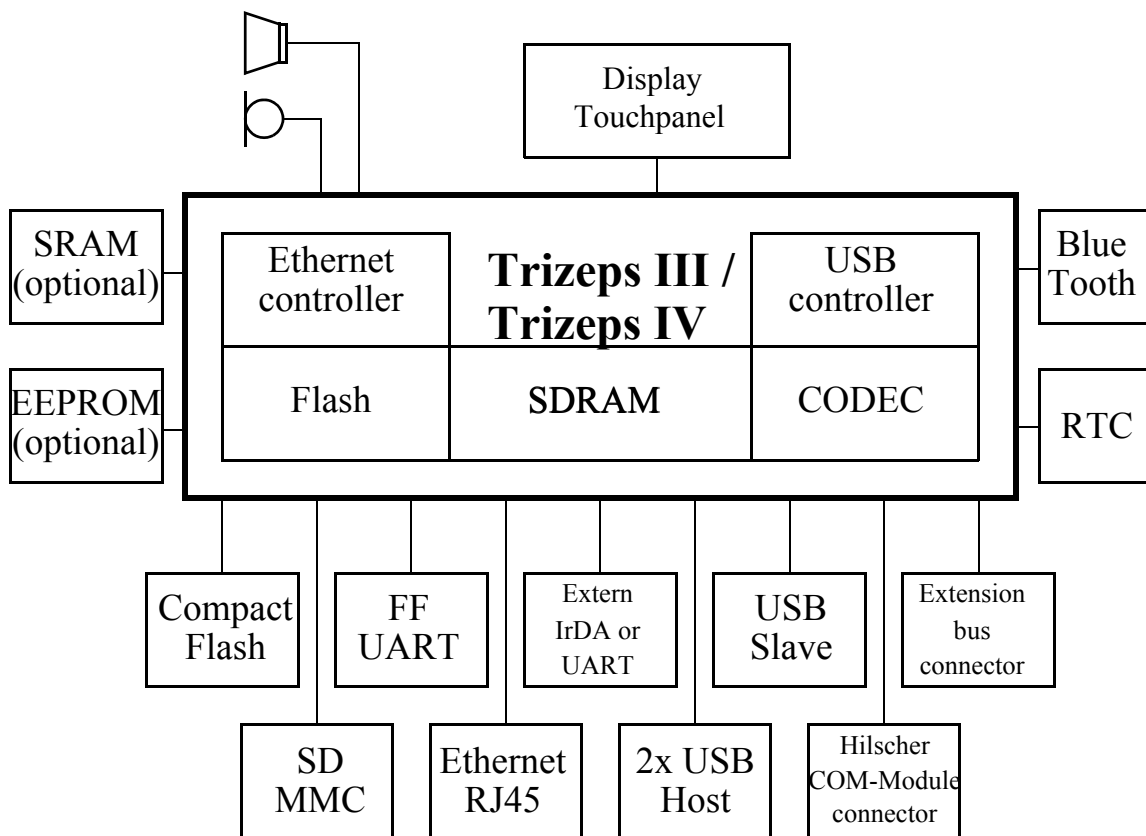 Display
Touchpanel
SRAM
(optional)
Ethernet
controller
Trizeps III /
Trizeps IV
USB
controller
Blue
Tooth
EEPROM
(optional)
Flash
SDRAM
CODEC
RTC
Compact
Flash
FF
UART
Extern
IrDA or
UART
USB
Slave
Extension
bus
connector
SD
MMC
Ethernet
RJ45
2x USB
Host
Hilscher
COM-Module
connector